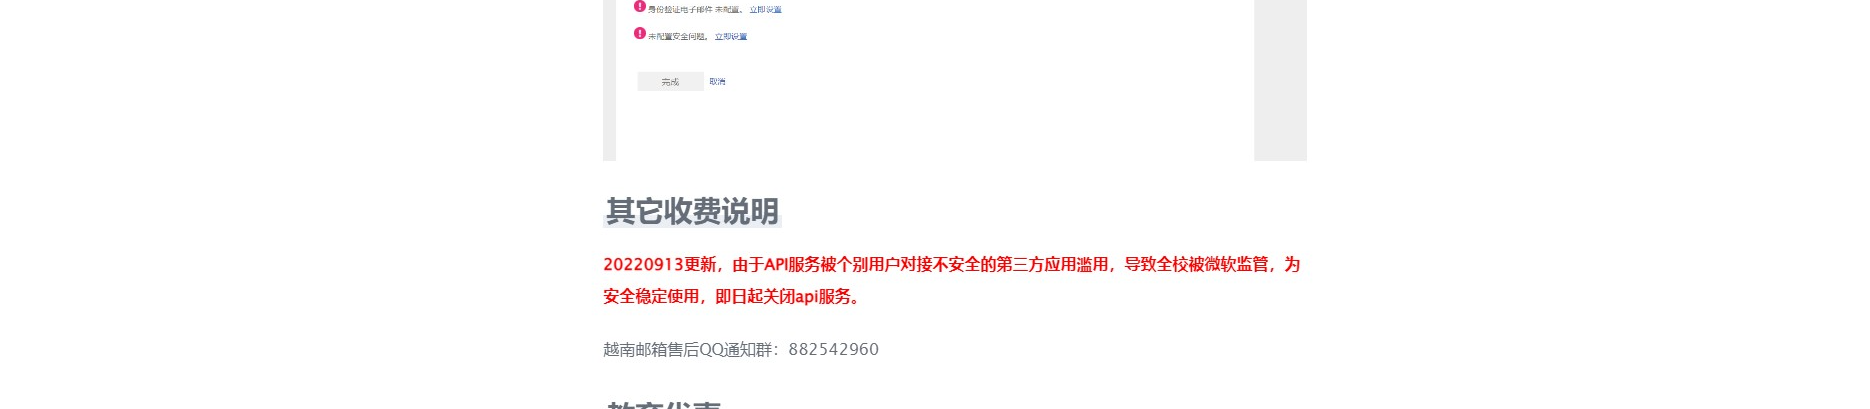 身份验证电子邮件 未配置。 立即设置
未配置安全问题。 立即设置
完成 取消
其它收费说明
20220913更新，由于API服务被个别用户对接不安全的第三方应用滥用，导致全校被微软监管，为
安全稳定使用，即日起关闭api服务。
越南邮箱售后QQ通知群：882542960
教育优惠